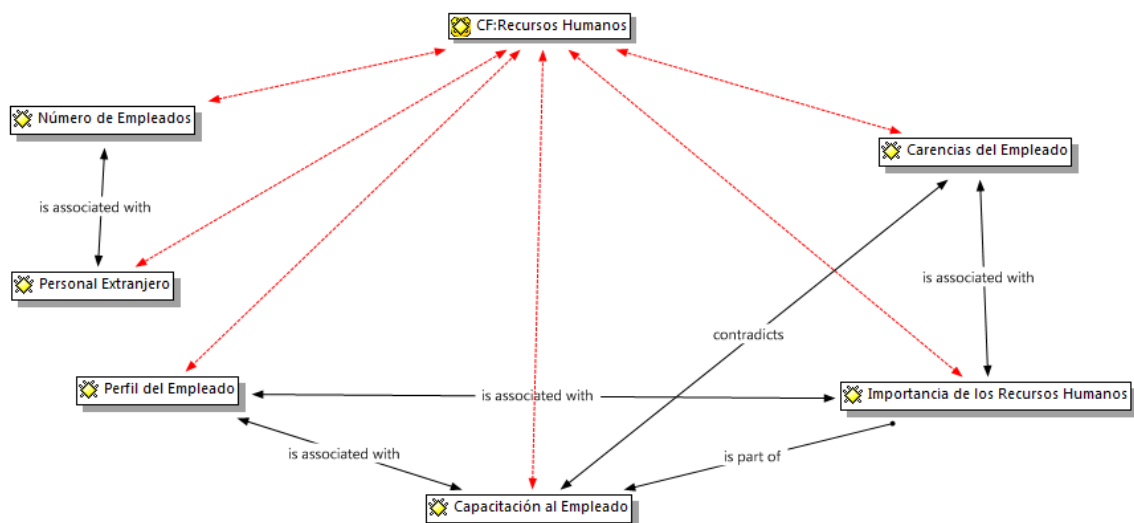 CF:Recursos Humanos
Número de Empleados
Carencias del Empleado
is associated with
Personal Extranjero
is associated with
contradicts
Perfil del Empleado
is associated with
Importancia de los Recursos Humanos
is associated with
is part of
Capacitación al Empleado